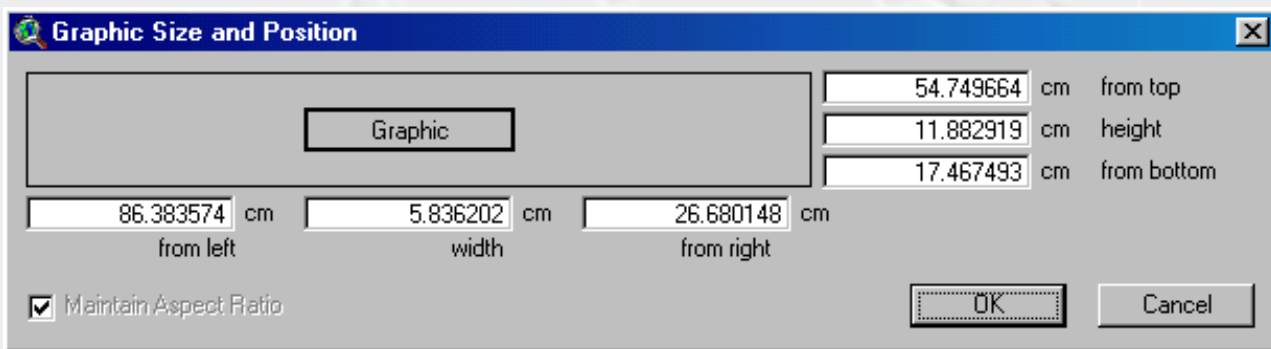 Graphic Size and Position
54.749664 cm from top
Graphic 11.882919 cm height
17.467493 cm from bottom
86.383574 cm 5.836202 cm 26.680148 cm
from left width from right
Maintain Aspect Ratio OK Cancel